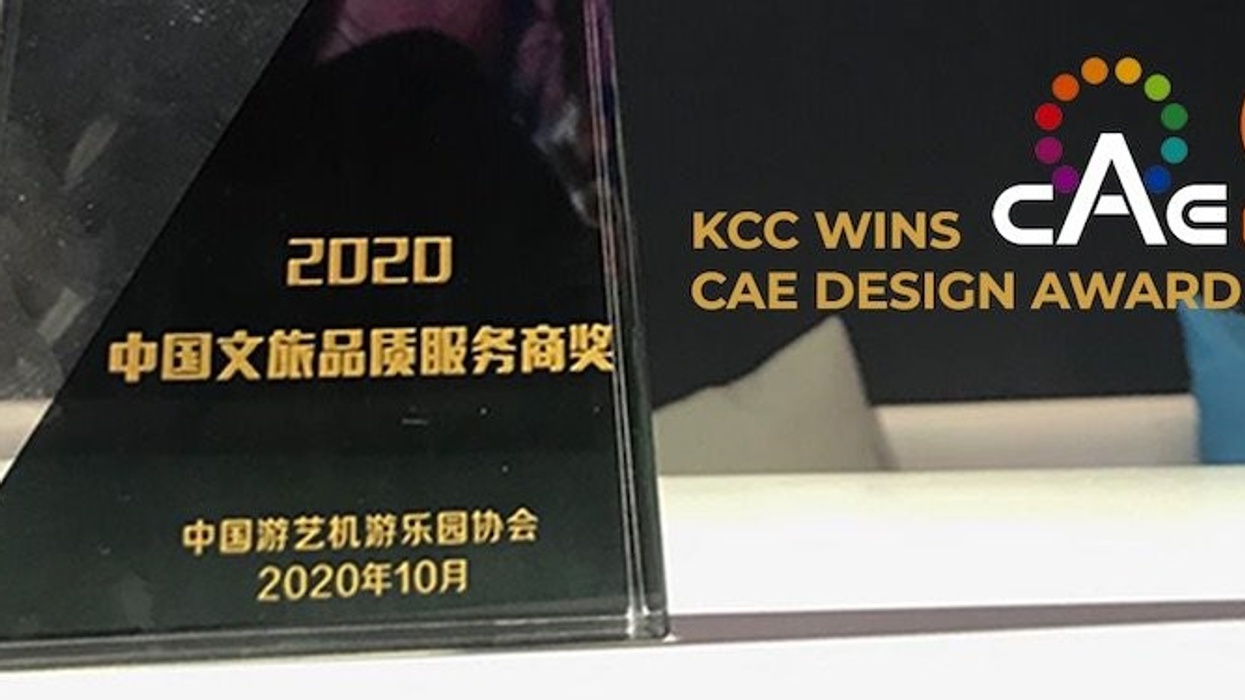 2020
中国文旅品质服务商奖
中国游艺机游乐园协会
2020年10月
CAE
KCC WINS
CAE DESIGN AWARD